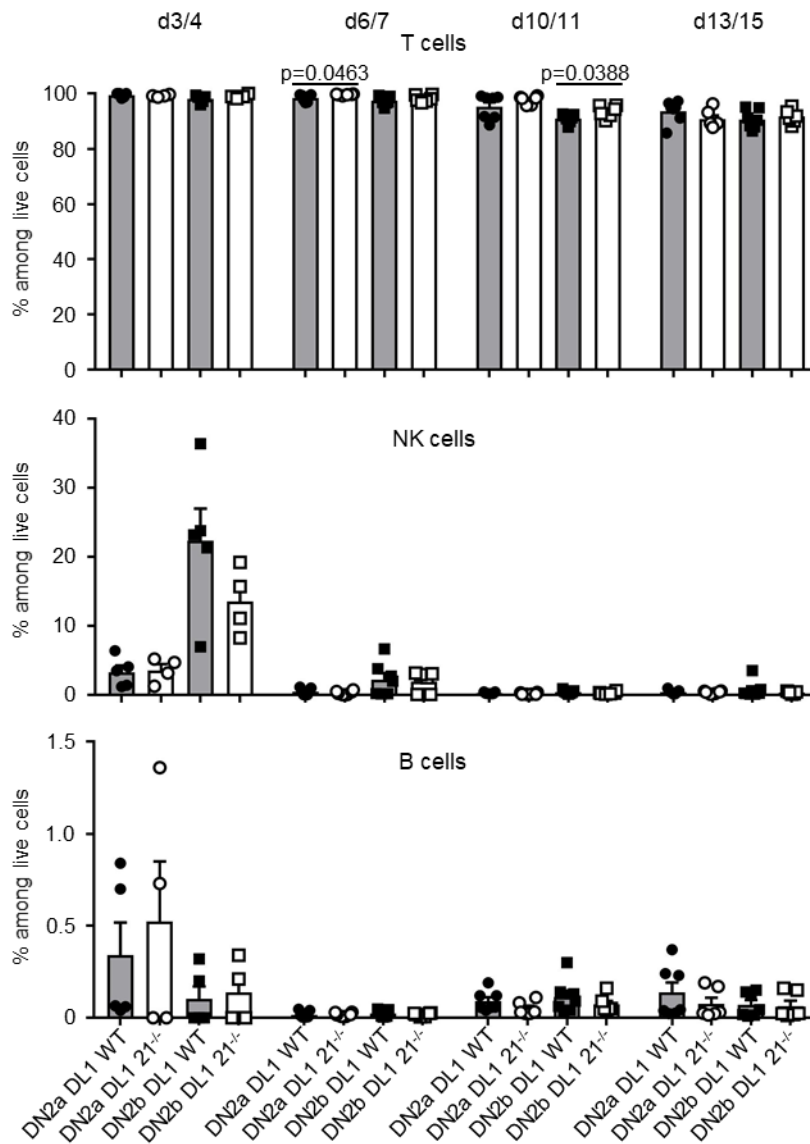 d3/4 d6/7 d10/11 d13/15
T cells
p=0.0463 p=0.0388
100
80
60
40
20
0
% among live cells
NK cells
40
30
20
10
0
% among live cells
B cells
1.5
1.0
0.5
0
% among live cells
DN2a DL1 WT
DN2a DL1 21-/-
DN2b DL1 WT
DN2b DL1 21-/-
DN2a DL1 WT
DN2a DL1 21-/-
DN2b DL1 WT
DN2b DL1 21-/-
DN2a DL1 WT
DN2a DL1 21-/-
DN2b DL1 WT
DN2b DL1 21-/-
DN2a DL1 WT
DN2a DL1 21-/-
DN2b DL1 WT
DN2b DL1 21-/-